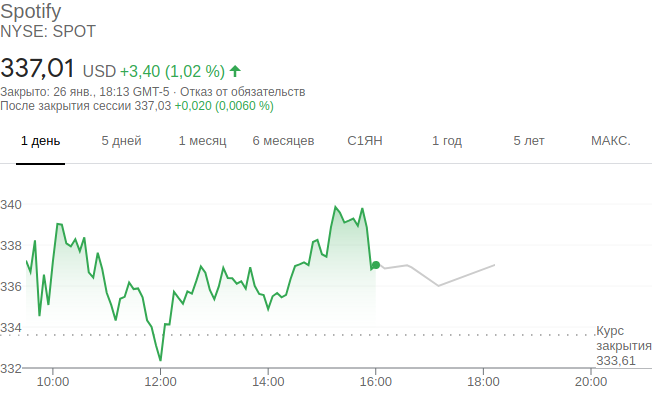 Spotify
NYSE: SPOT
337,01 USD +3,40 (1,02 %)
Закрыто: 26 янв., 18:13 GMT-5 · Отказ от обязательств
После закрытия сессии 337,03 +0,020 (0,0060 %)
1 день 5 дней 1 месяц 6 месяцев С1ЯН 1 год 5 лет МАКС.
340
338
336
334
Курс
закрытия
333,61
332
10:00 12:00 14:00 16:00 18:00 20:00